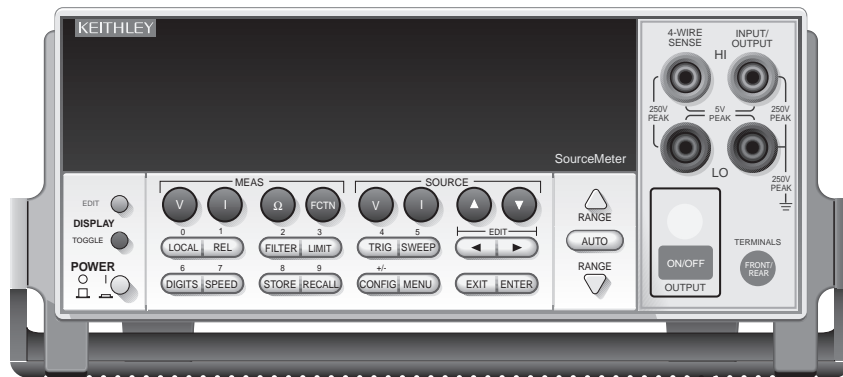 KEITHLEY
SourceMeter
4-WIRE
SENSE
INPUT/
OUTPUT
HI
250V
PEAK
5V
PEAK
250V
PEAK
LO
250V
PEAK
MEAS
SOURCE
EDIT
V
I
Ω
FCTN
V
I
RANGE
DISPLAY
0
1
2
3
4
5
EDIT
TOGGLE
LOCAL
REL
FILTER
LIMIT
TRIG
SWEEP
AUTO
TERMINALS
POWER
6
7
8
9
+/-
RANGE
ON/OFF
FRONT/
REAR
DIGITS
SPEED
STORE
RECALL
CONFIG
MENU
EXIT
ENTER
OUTPUT